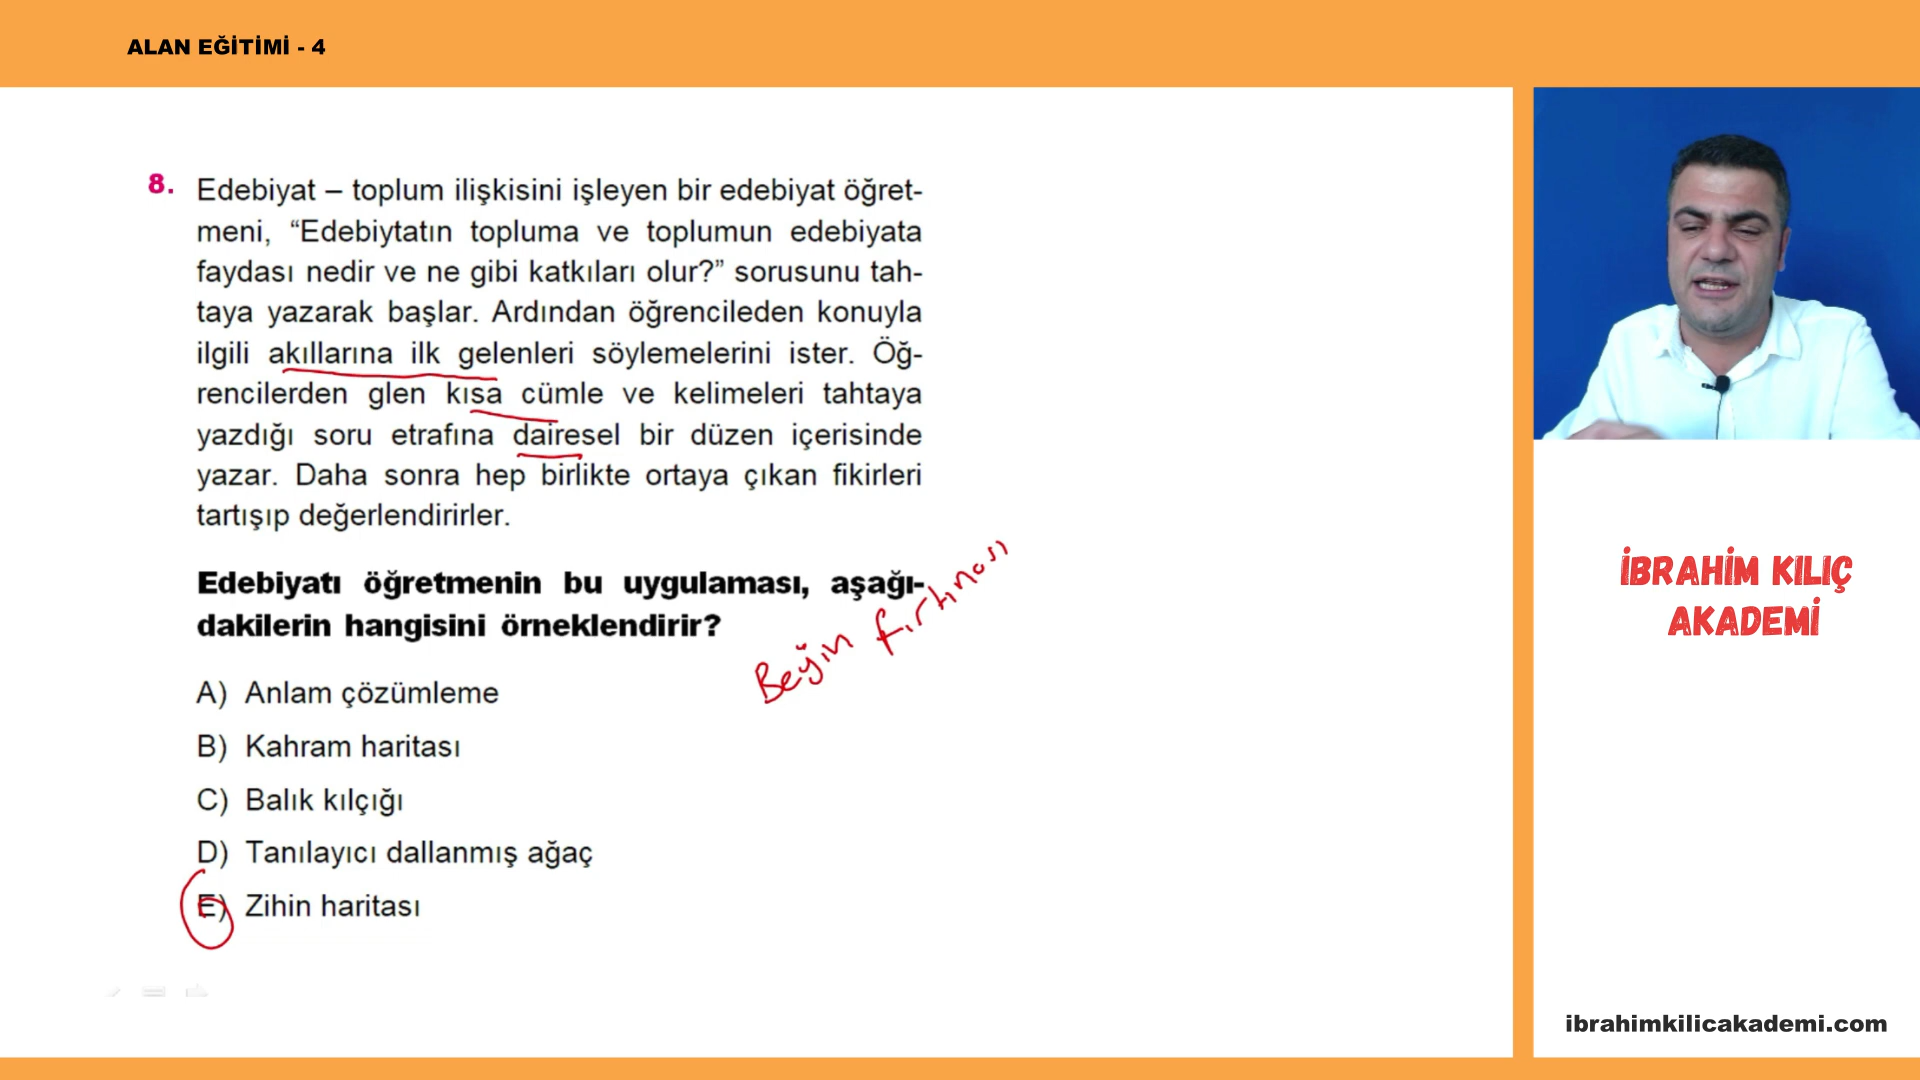 ALAN EĞİTİMİ - 4
8. Edebiyat – toplum ilişkisini işleyen bir edebiyat öğret-
meni, “Edebiytatın topluma ve toplumun edebiyata
faydası nedir ve ne gibi katkıları olur?” sorusunu tah-
taya yazarak başlar. Ardından öğrencileden konuyla
ilgili akıllarına ilk gelenleri söylemelerini ister. Öğ-
rencilerden glen kısa cümle ve kelimeleri tahtaya
yazdığı soru etrafına dairesel bir düzen içerisinde
yazar. Daha sonra hep birlikte ortaya çıkan fikirleri
tartışıp değerlendirirler.
Edebiyatı öğretmenin bu uygulaması, aşağı-
dakilerin hangisini örneklendirir?
Beyin fırtınası
A) Anlam çözümleme
B) Kahram haritası
C) Balık kılçığı
D) Tanılayıcı dallanmış ağaç
E) Zihin haritası
İBRAHİM KILIÇ
AKADEMİ
ibrahimkilicakademi.com